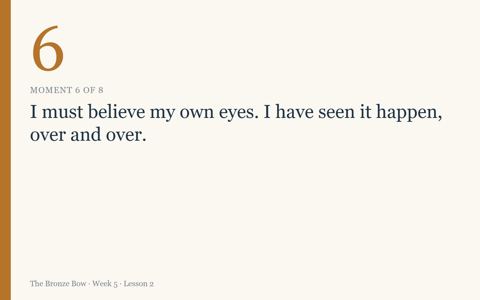 6
MOMENT 6 OF 8
I must believe my own eyes. I have seen it happen,
over and over.
The Bronze Bow · Week 5 · Lesson 2